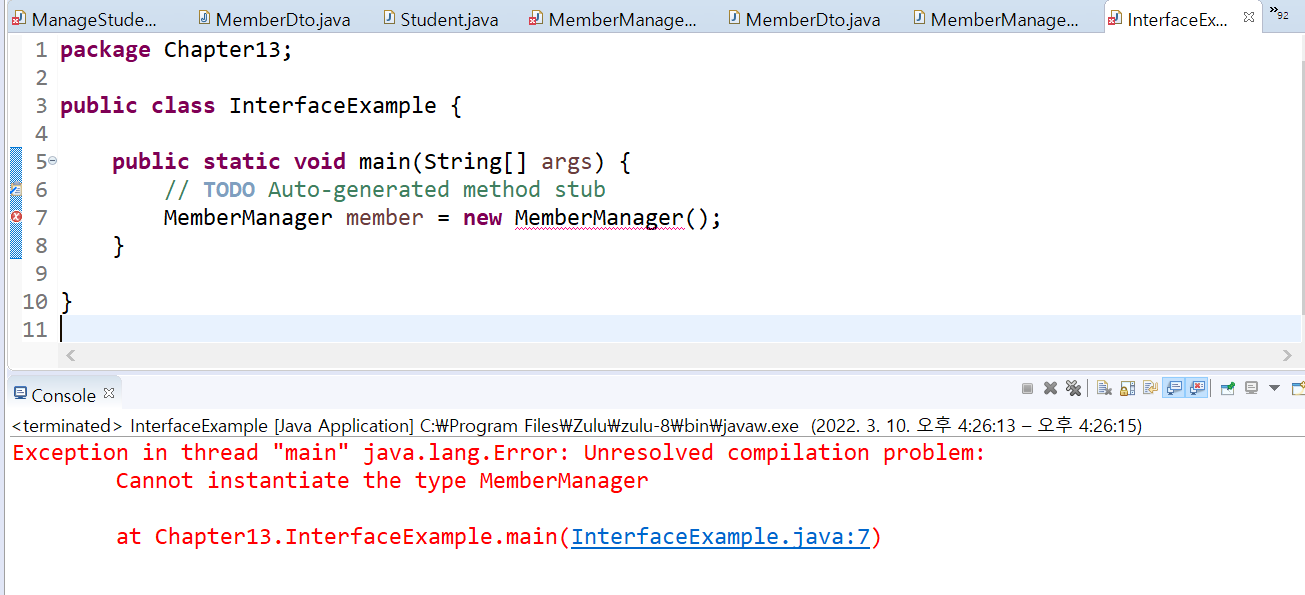 ManageStude... MemberDto.java Student.java MemberManage... MemberDto.java MemberManage... InterfaceEx... »92
1 package Chapter13;
2
3 public class InterfaceExample {
4
5 public static void main(String[] args) {
6 // TODO Auto-generated method stub
7 MemberManager member = new MemberManager();
8 }
9
10 }
11
Console
<terminated> InterfaceExample [Java Application] C:₩Program Files₩Zulu₩zulu-8₩bin₩javaw.exe (2022. 3. 10. 오후 4:26:13 – 오후 4:26:15)
Exception in thread "main" java.lang.Error: Unresolved compilation problem:
Cannot instantiate the type MemberManager
at Chapter13.InterfaceExample.main(InterfaceExample.java:7)